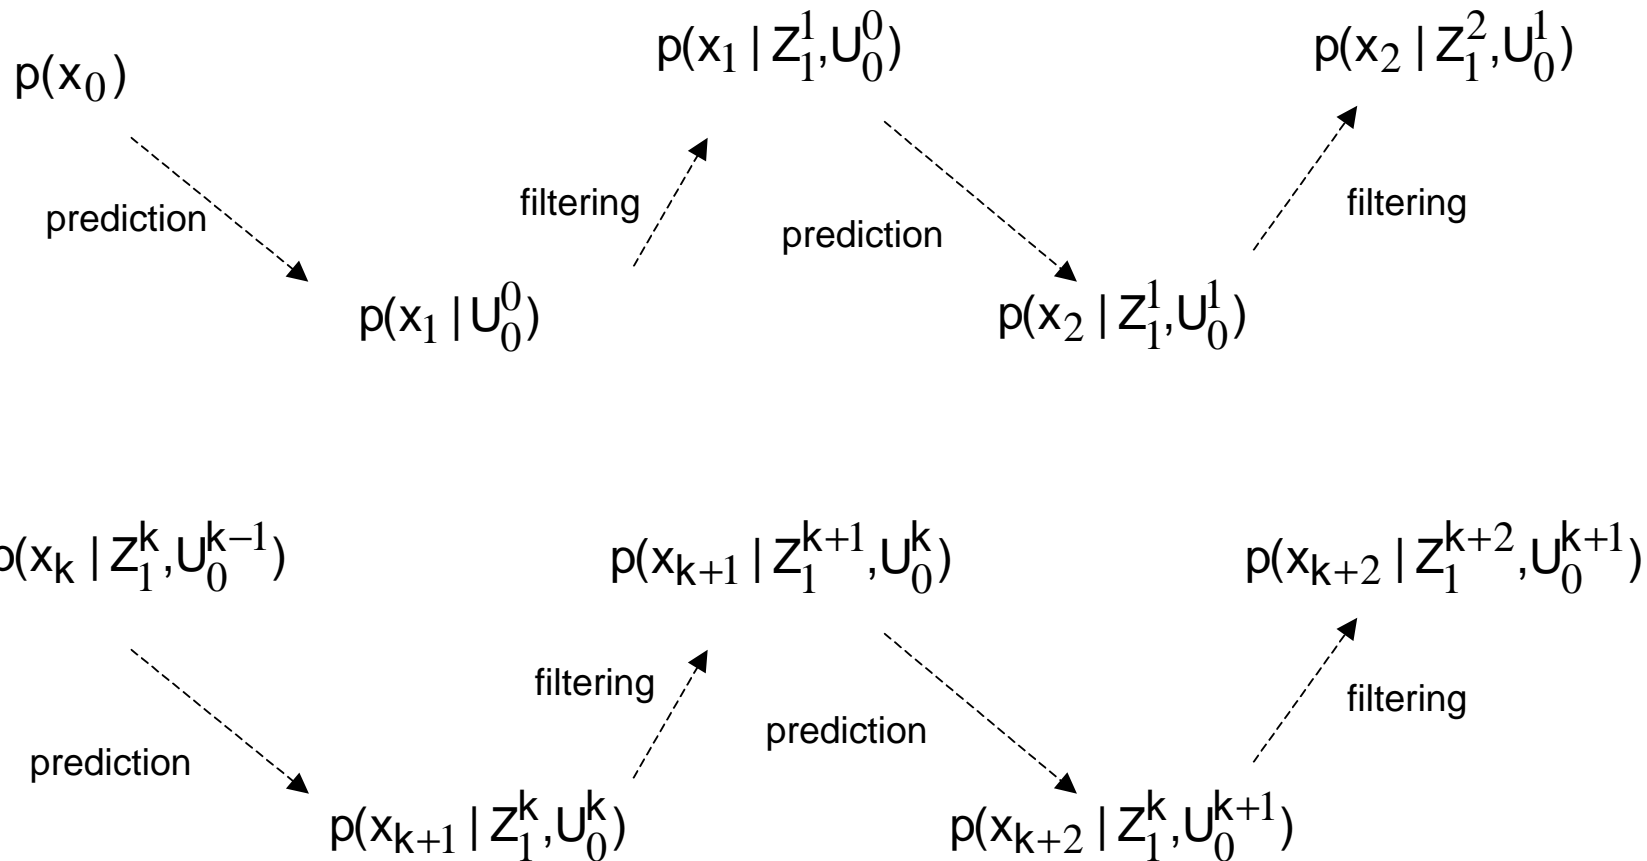 p(x₀)
p(x₁ | Z₁¹,U₀⁰)
p(x₂ | Z₁²,U₀¹)
prediction
filtering
prediction
filtering
p(x₁ | U₀⁰)
p(x₂ | Z₁¹,U₀¹)
p(xₖ | Z₁ᵏ,U₀ᵏ⁻¹)
p(xₖ₊₁ | Z₁ᵏ⁺¹,U₀ᵏ)
p(xₖ₊₂ | Z₁ᵏ⁺²,U₀ᵏ⁺¹)
prediction
filtering
prediction
filtering
p(xₖ₊₁ | Z₁ᵏ,U₀ᵏ)
p(xₖ₊₂ | Z₁ᵏ,U₀ᵏ⁺¹)